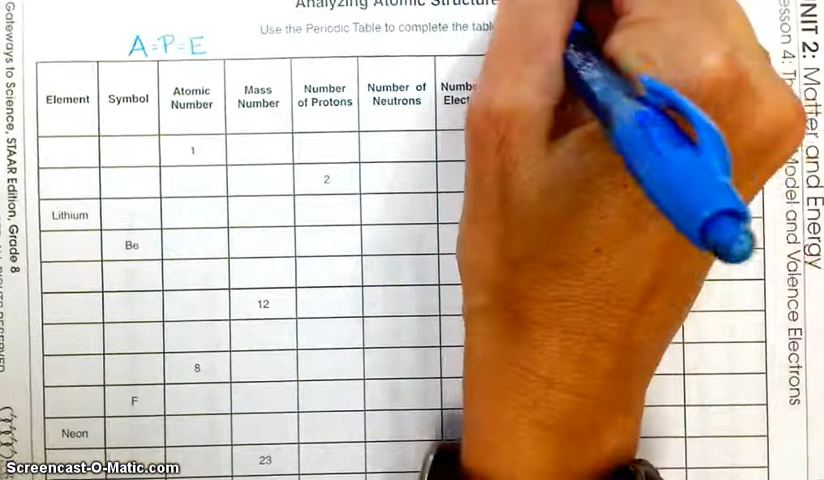 Analyzing Atomic Structure
Use the Periodic Table to complete the
A=P=E
Element Symbol Atomic Number Mass Number Number of Protons Number of Neutrons
1
2
Lithium
Be
12
8
F
Neon
23
UNIT 2: Matter and Energy
Model and Valence Electrons
Gateways to Science, STAAR Edition, Grade 8
Screencast-O-Matic.com